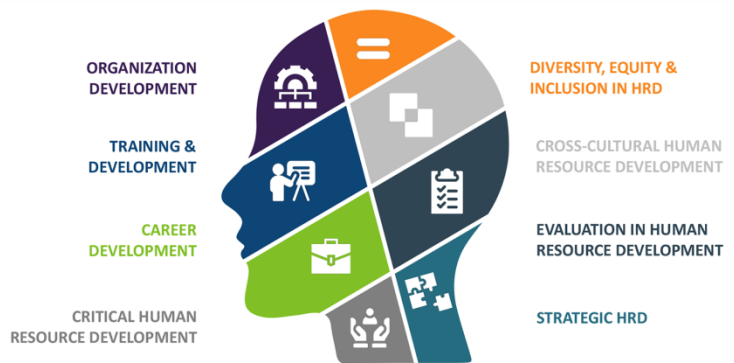 ORGANIZATION
DEVELOPMENT
TRAINING &
DEVELOPMENT
CAREER
DEVELOPMENT
CRITICAL HUMAN
RESOURCE DEVELOPMENT
DIVERSITY, EQUITY &
INCLUSION IN HRD
CROSS-CULTURAL HUMAN
RESOURCE DEVELOPMENT
EVALUATION IN HUMAN
RESOURCE DEVELOPMENT
STRATEGIC HRD